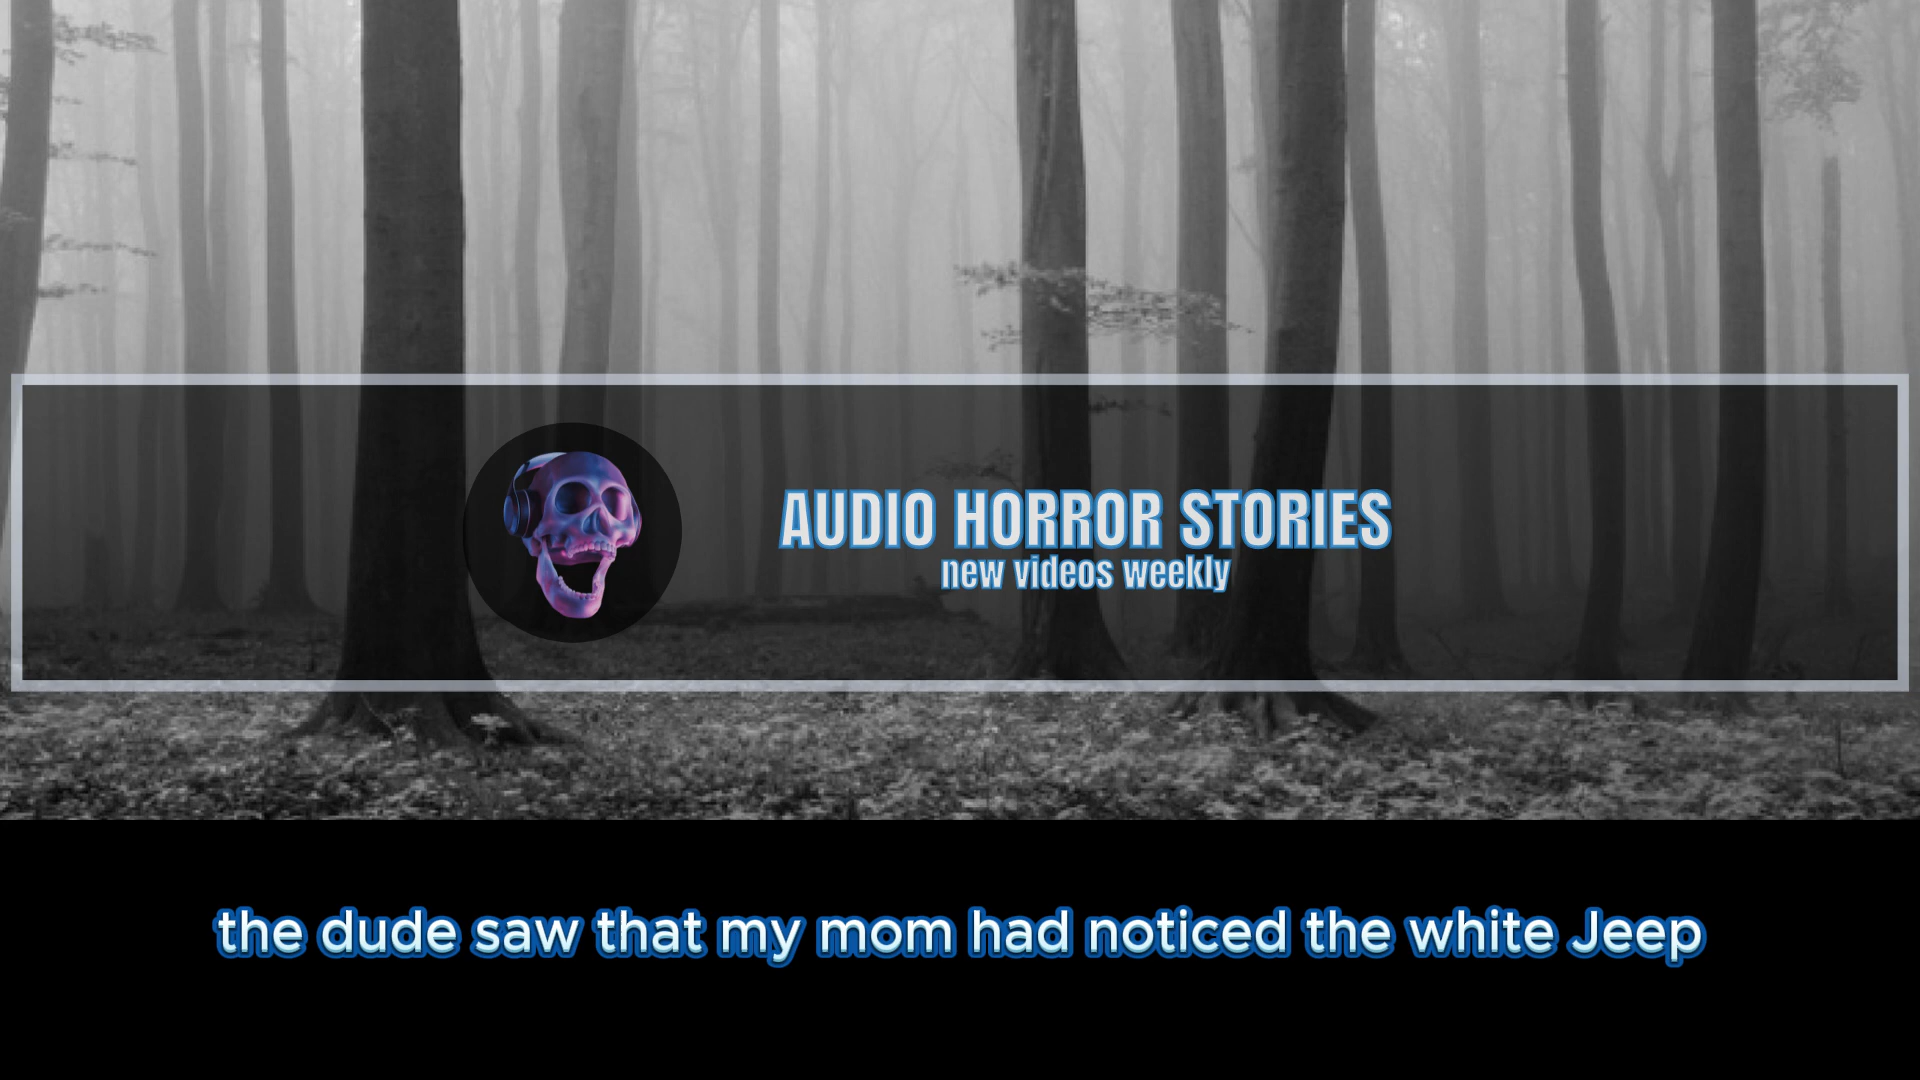 AUDIO HORROR STORIES
new videos weekly
the dude saw that my mom had noticed the white Jeep